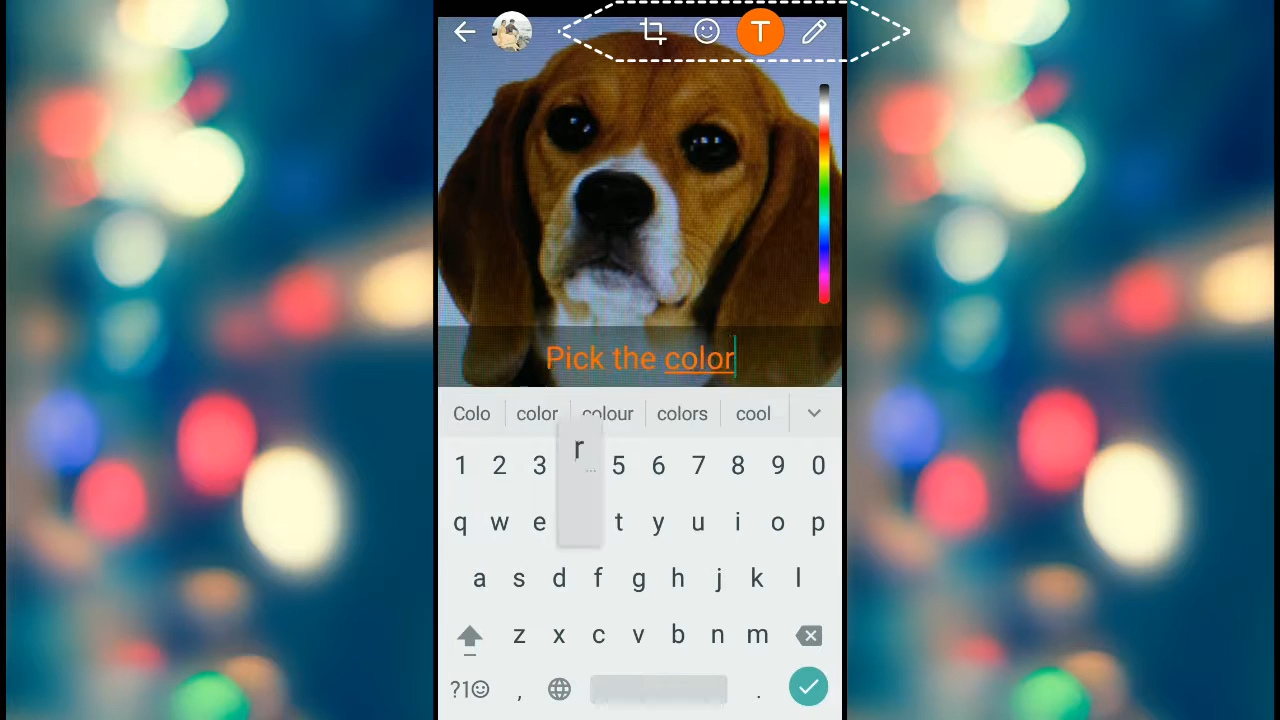 T
Pick the color
Colo color colour colors cool
r
...
1 2 3 5 6 7 8 9 0
q w e t y u i o p
a s d f g h j k l
z x c v b n m
?1☺ , .